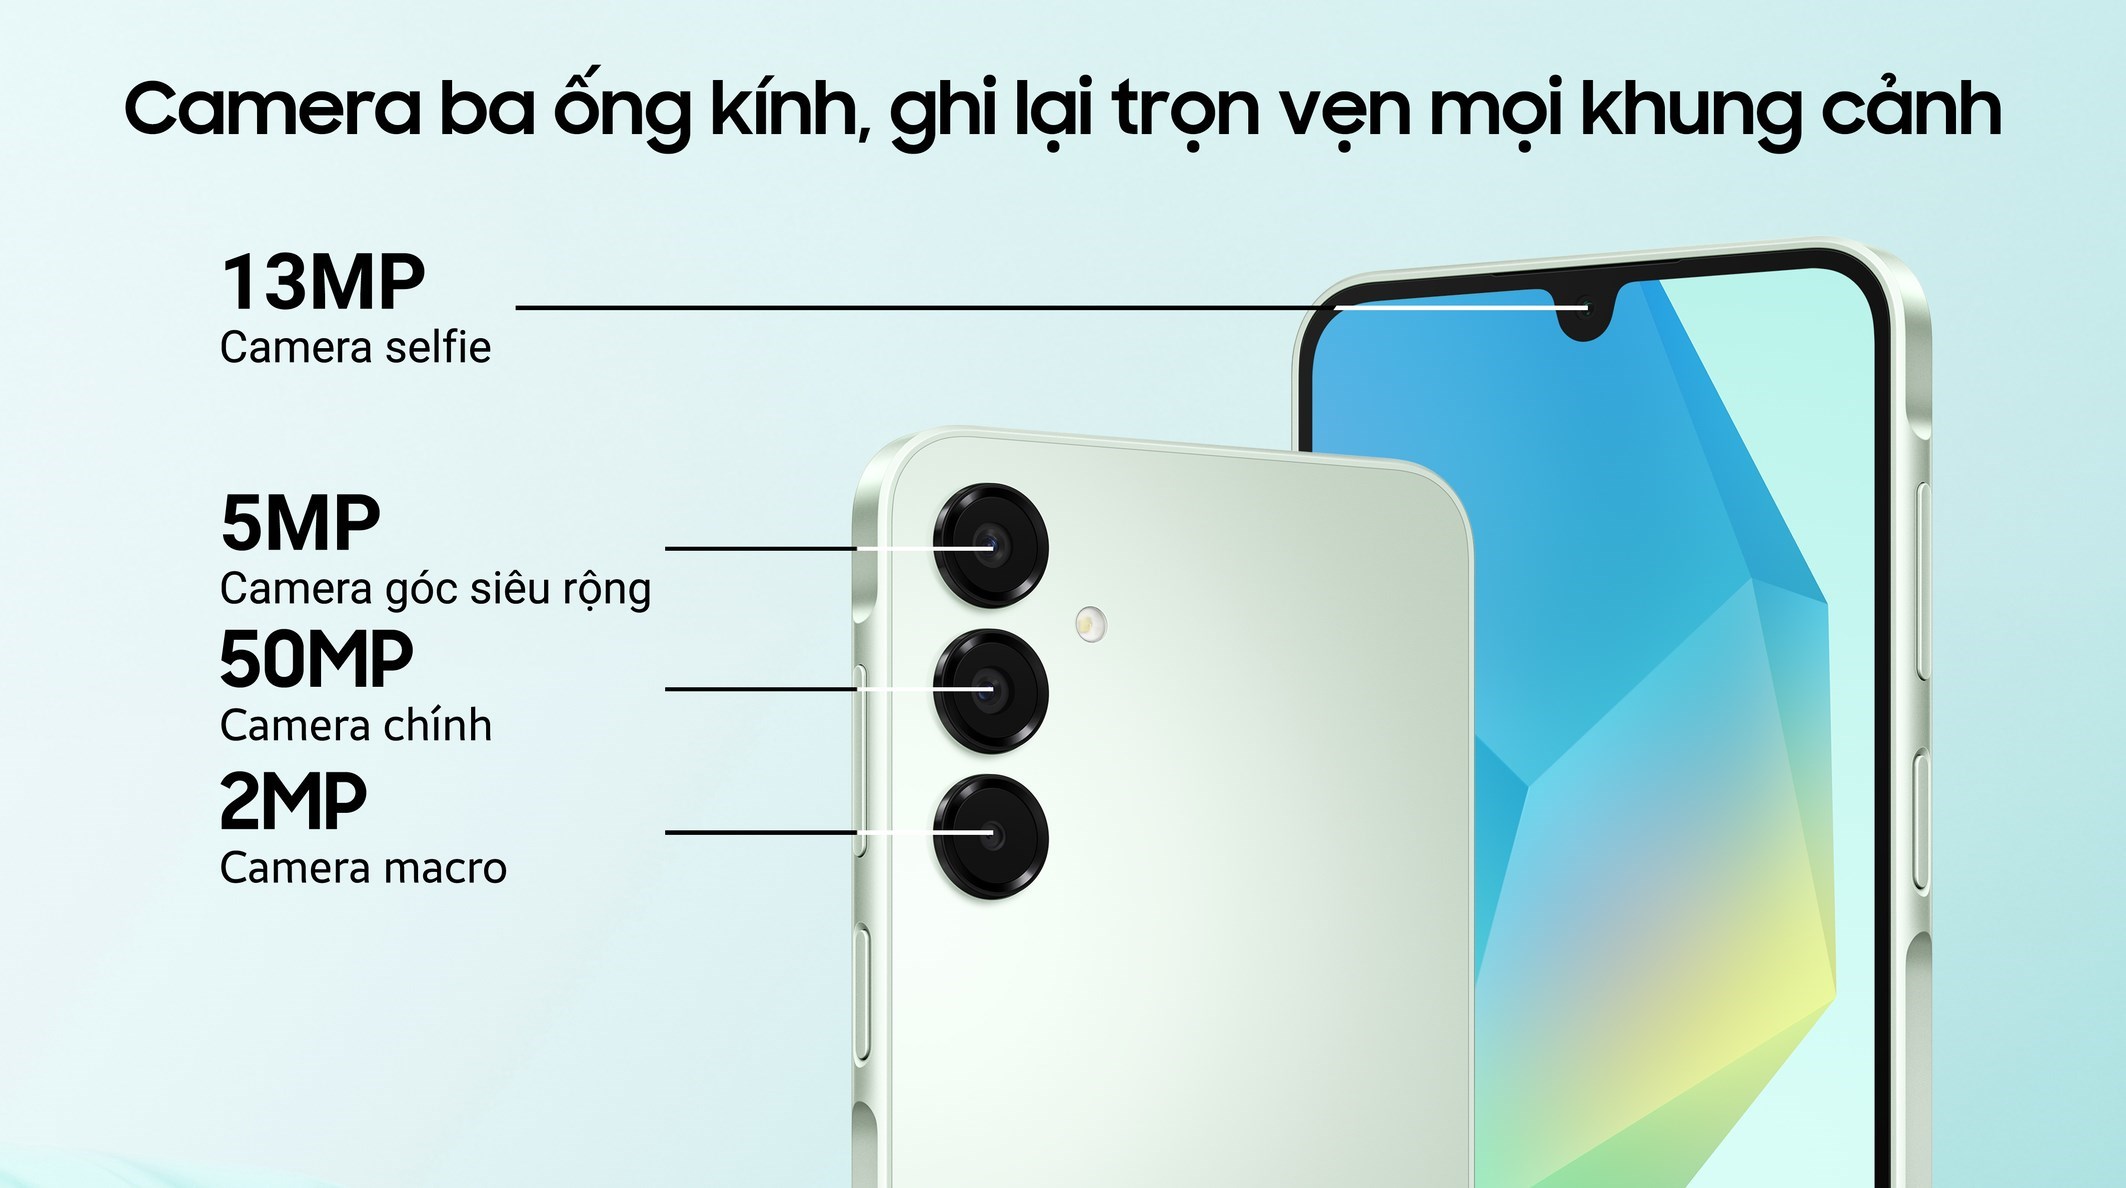 Camera ba ống kính, ghi lại trọn vẹn mọi khung cảnh
13MP
Camera selfie
5MP
Camera góc siêu rộng
50MP
Camera chính
2MP
Camera macro